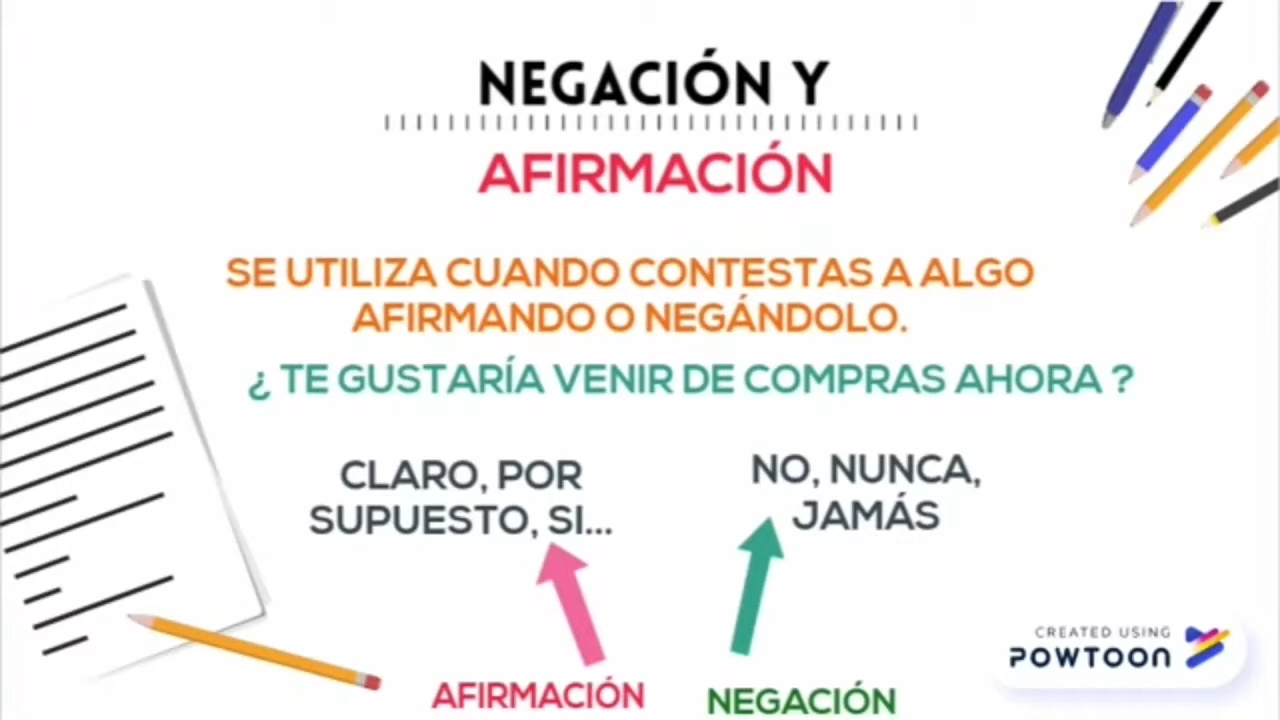 NEGACIÓN Y
AFIRMACIÓN
SE UTILIZA CUANDO CONTESTAS A ALGO
AFIRMANDO O NEGÁNDOLO.
¿ TE GUSTARÍA VENIR DE COMPRAS AHORA ?
CLARO, POR
SUPUESTO, SI...
NO, NUNCA,
JAMÁS
AFIRMACIÓN
NEGACIÓN
CREATED USING
POWTOON